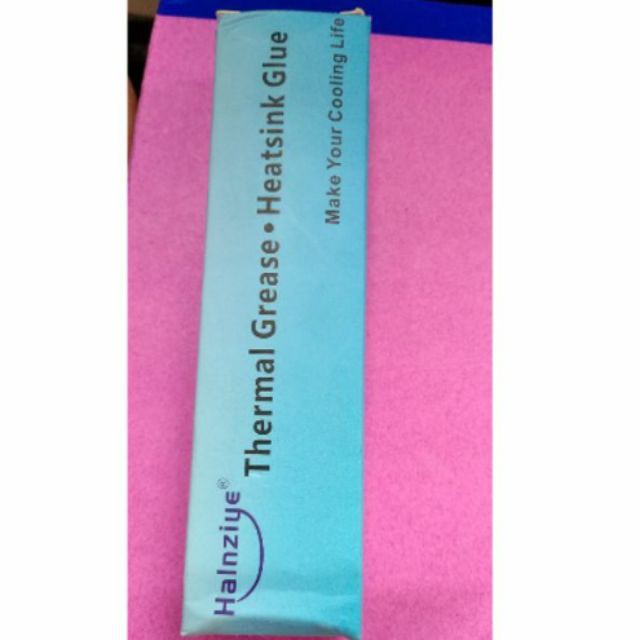 Halnziye®
Thermal Grease • Heatsink Glue
Make Your Cooling Life